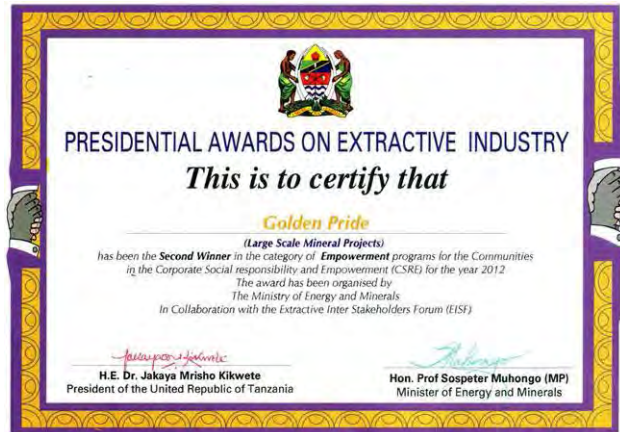 PRESIDENTIAL AWARDS ON EXTRACTIVE INDUSTRY
This is to certify that
Golden Pride
(Large Scale Mineral Projects)
has been the Second Winner in the category of Empowerment programs for the Communities
in the Corporate Social responsibility and Empowerment (CSRE) for the year 2012
The award has been organised by
The Ministry of Energy and Minerals
In Collaboration with the Extractive Inter Stakeholders Forum (EISF)
H.E. Dr. Jakaya Mrisho Kikwete
President of the United Republic of Tanzania
Hon. Prof Sospeter Muhongo (MP)
Minister of Energy and Minerals